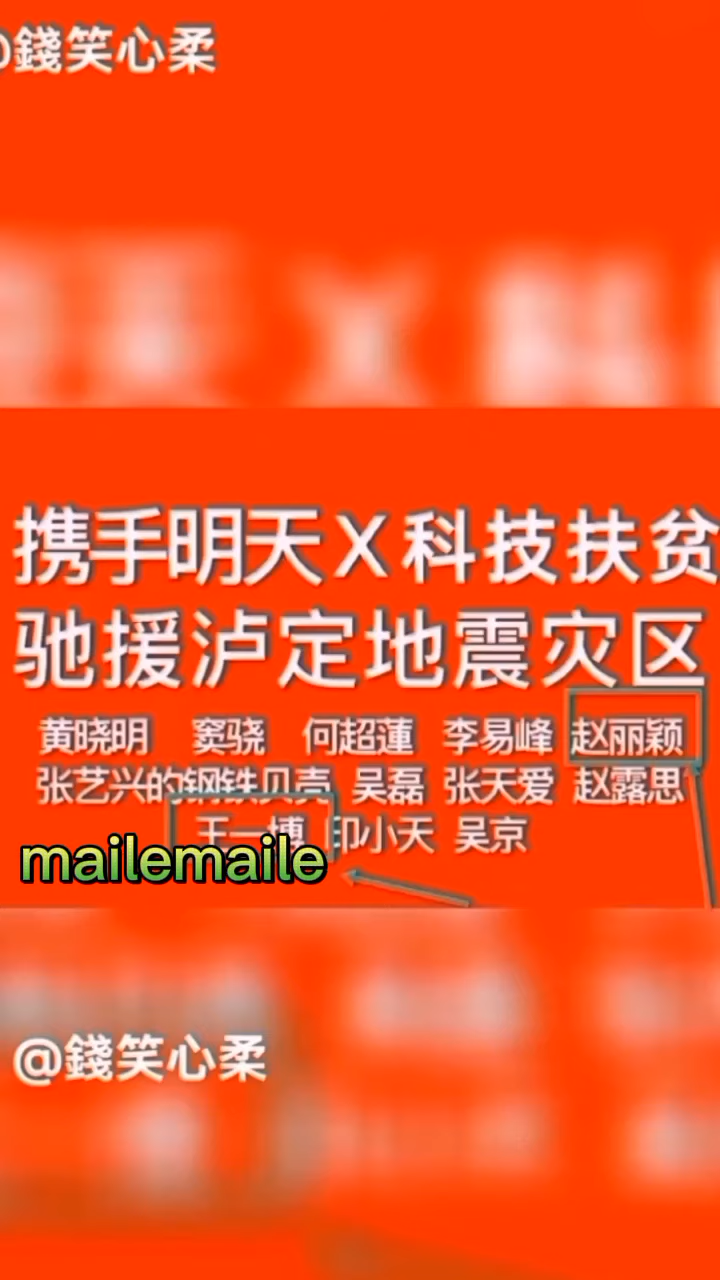 @錢笑心柔
携手明天X科技扶贫
驰援泸定地震灾区
黄晓明 窦骁 何超蓮 李易峰 赵丽颖
张艺兴的钢铁贝壳 吴磊 张天爱 赵露思
王一博 印小天 吴京
mailemaile
@錢笑心柔